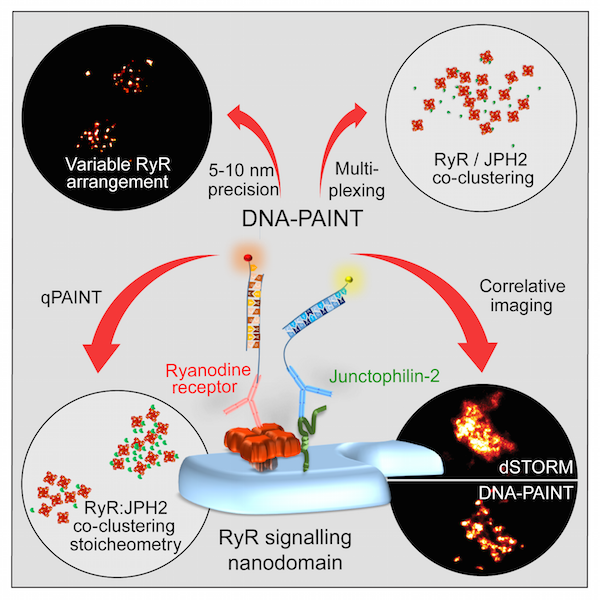 Variable RyR
arrangement
5-10 nm
precision
Multi-
plexing
RyR / JPH2
co-clustering
DNA-PAINT
qPAINT
Correlative
imaging
Ryanodine
receptor
Junctophilin-2
RyR:JPH2
co-clustering
stoicheometry
RyR signalling
nanodomain
dSTORM
DNA-PAINT